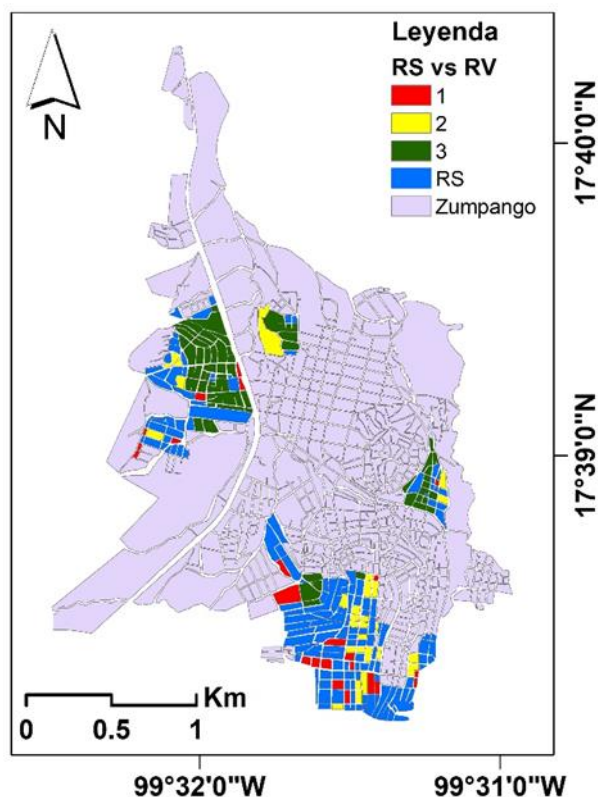 Leyenda
RS vs RV
1
2
3
RS
Zumpango
N
17°40'0"N
17°39'0"N
Km
0 0.5 1
99°32'0"W 99°31'0"W